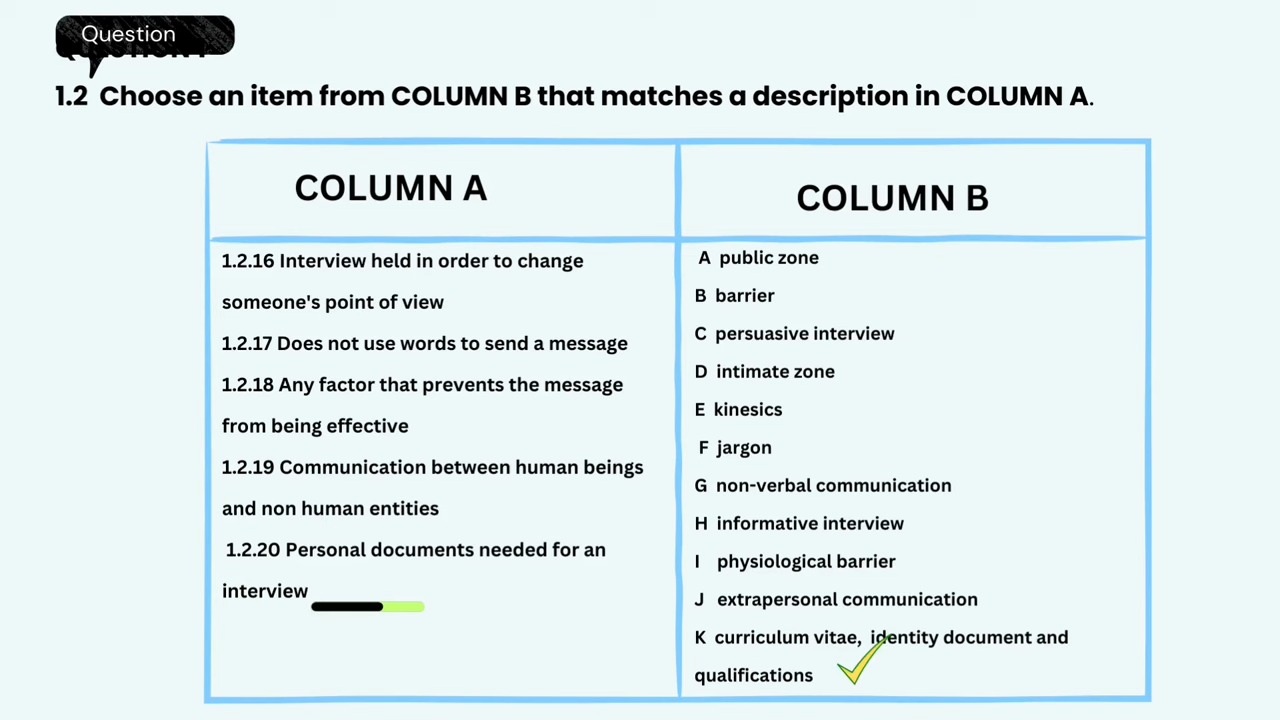 Question
1.2 Choose an item from COLUMN B that matches a description in COLUMN A.
COLUMN A
1.2.16 Interview held in order to change
someone's point of view
1.2.17 Does not use words to send a message
1.2.18 Any factor that prevents the message
from being effective
1.2.19 Communication between human beings
and non human entities
1.2.20 Personal documents needed for an
interview
COLUMN B
A public zone
B barrier
C persuasive interview
D intimate zone
E kinesics
F jargon
G non-verbal communication
H informative interview
I physiological barrier
J extrapersonal communication
K curriculum vitae, identity document and
qualifications